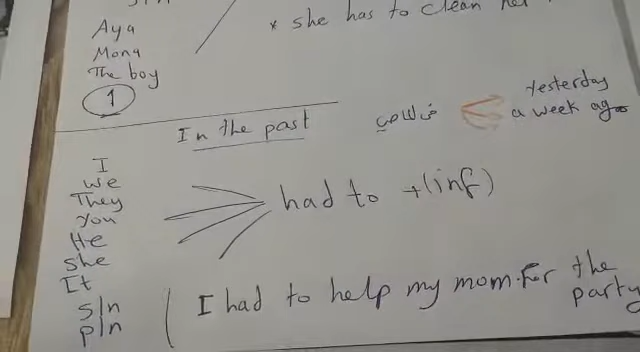 Aya
Mona
The boy
1
* she has to clean her
In the past
في الماضي
yesterday
a week ago
I
we
They
you
He
she
It
s/n
p/n
had to + (inf)
I had to help my mom for the
party